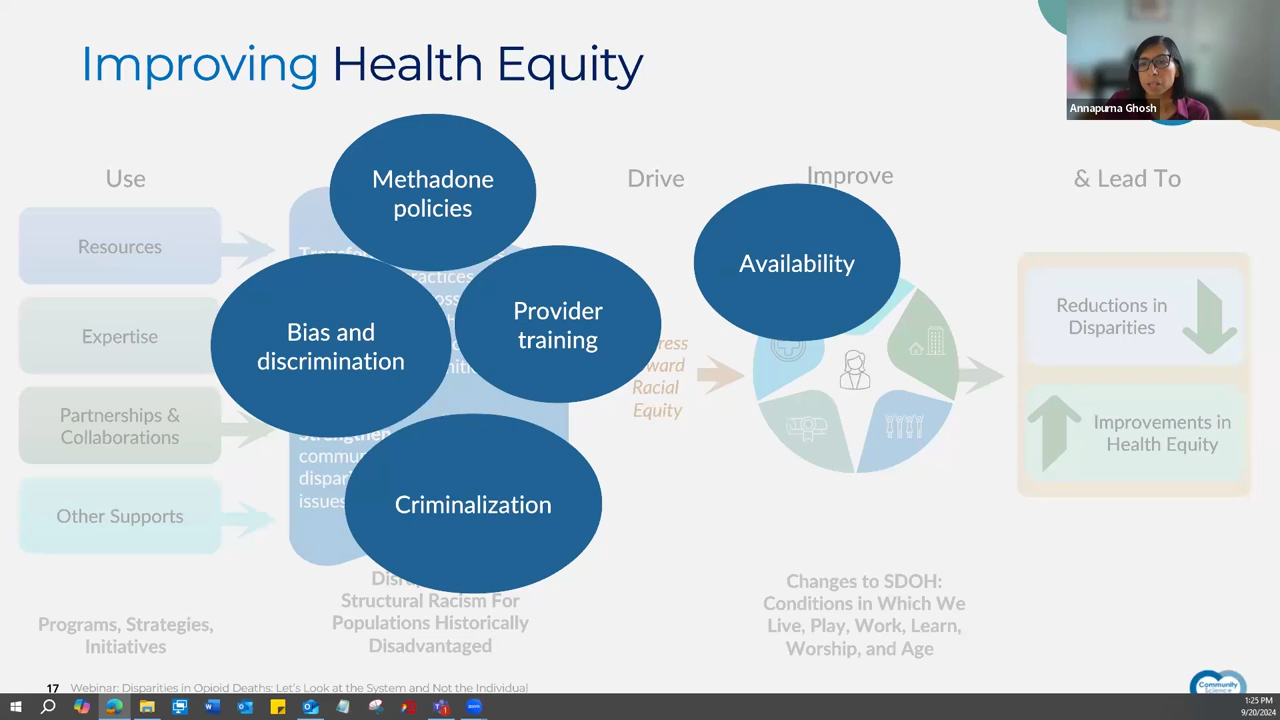 Improving Health Equity
Annapurna Ghosh
Use
Drive
Improve
& Lead To
Resources
Expertise
Partnerships &
Collaborations
Other Supports
Programs, Strategies,
Initiatives
Methadone
policies
Bias and
discrimination
Provider
training
Criminalization
Structural Racism For
Populations Historically
Disadvantaged
Racial
Equity
Availability
Changes to SDOH:
Conditions in Which We
Live, Play, Work, Learn,
Worship, and Age
Reductions in
Disparities
Improvements in
Health Equity
17 Webinar: Disparities in Opioid Deaths: Let's Look at the System and Not the Individual
Community
Science
1:25 PM
9/20/2024